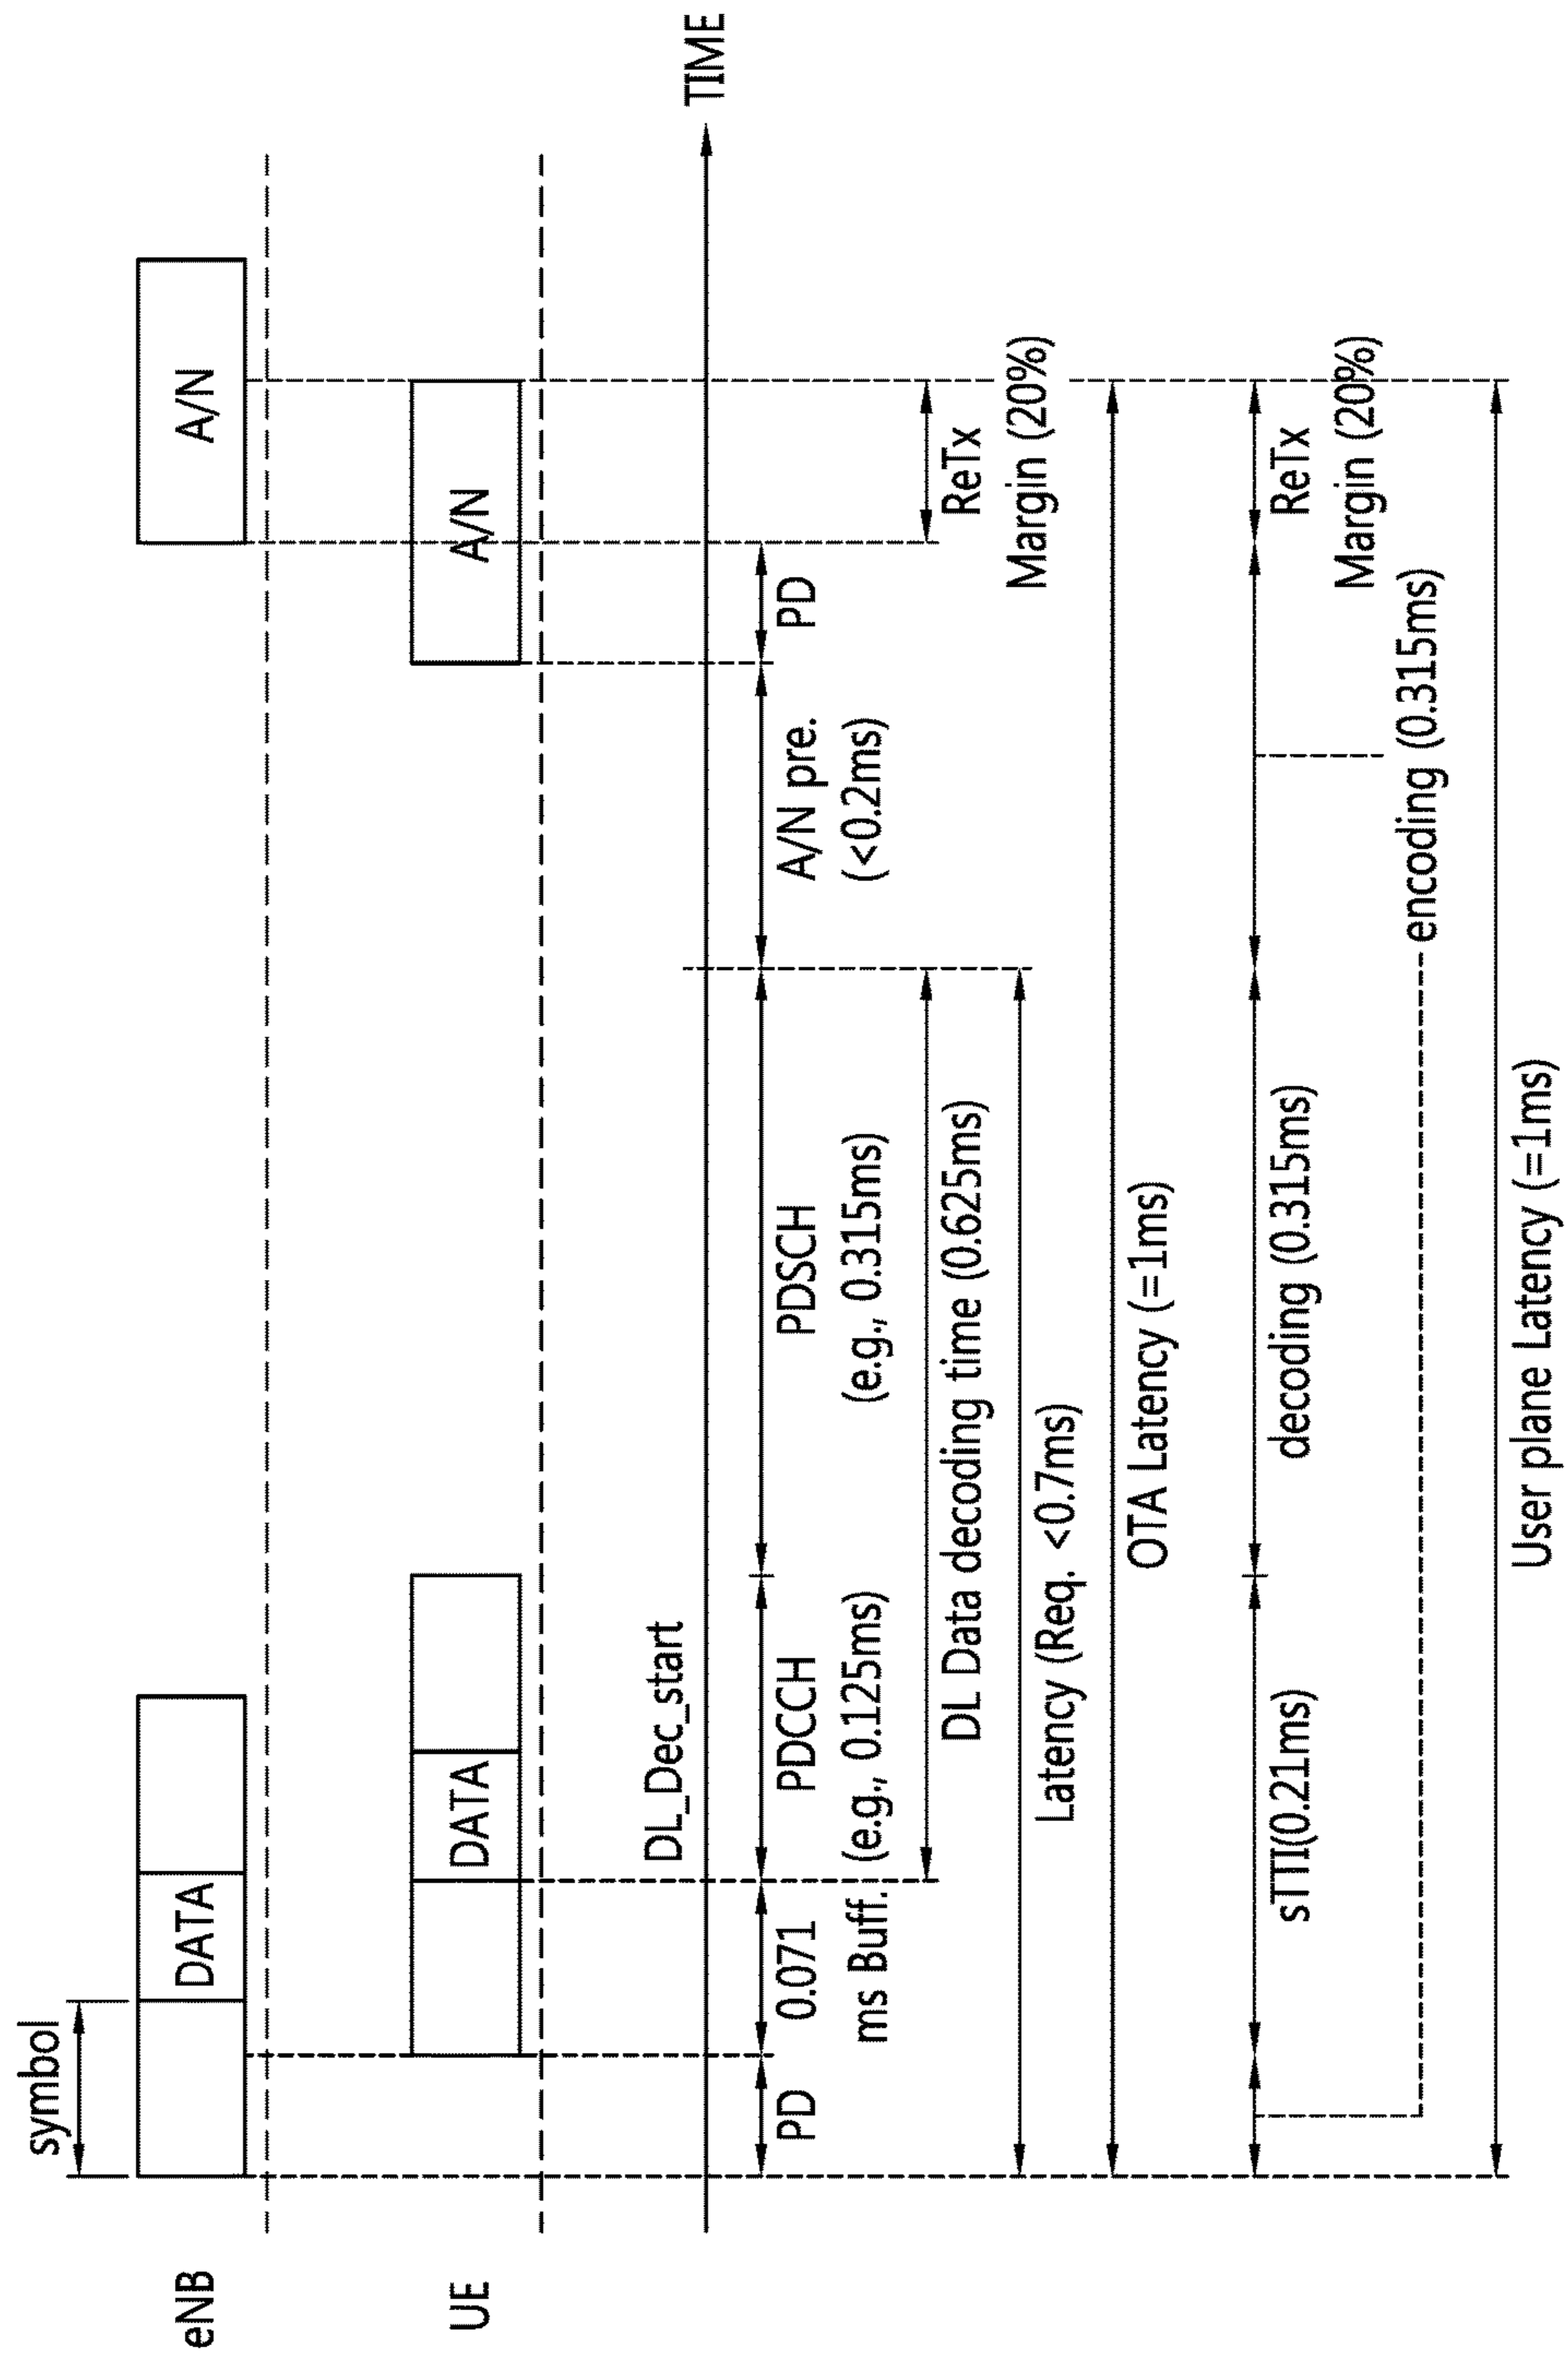 symbol
eNB
DATA
A/N
UE
DATA
A/N
DL_Dec_start
TIME
PD
0.071
ms Buff.
PDCCH
(e.g., 0.125ms)
PDSCH
(e.g., 0.315ms)
A/N pre.
(<0.2ms)
PD
DL Data decoding time (0.625ms)
ReTx
Margin (20%)
Latency (Req. <0.7ms)
OTA Latency (=1ms)
sTTI(0.21ms)
decoding (0.315ms)
ReTx
Margin (20%)
encoding (0.315ms)
User plane Latency (=1ms)